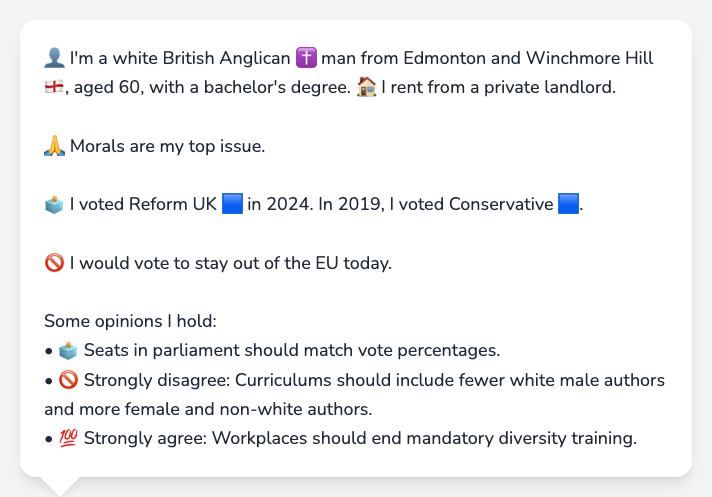 👤 I'm a white British Anglican ✝️ man from Edmonton and Winchmore Hill
🏴󠁧󠁢󠁥󠁮󠁧󠁿, aged 60, with a bachelor's degree. 🏠 I rent from a private landlord.
🙏 Morals are my top issue.
🗳️ I voted Reform UK 🟦 in 2024. In 2019, I voted Conservative 🟦.
🚫 I would vote to stay out of the EU today.
Some opinions I hold:
• 🗳️ Seats in parliament should match vote percentages.
• 🚫 Strongly disagree: Curriculums should include fewer white male authors
and more female and non-white authors.
• 💯 Strongly agree: Workplaces should end mandatory diversity training.